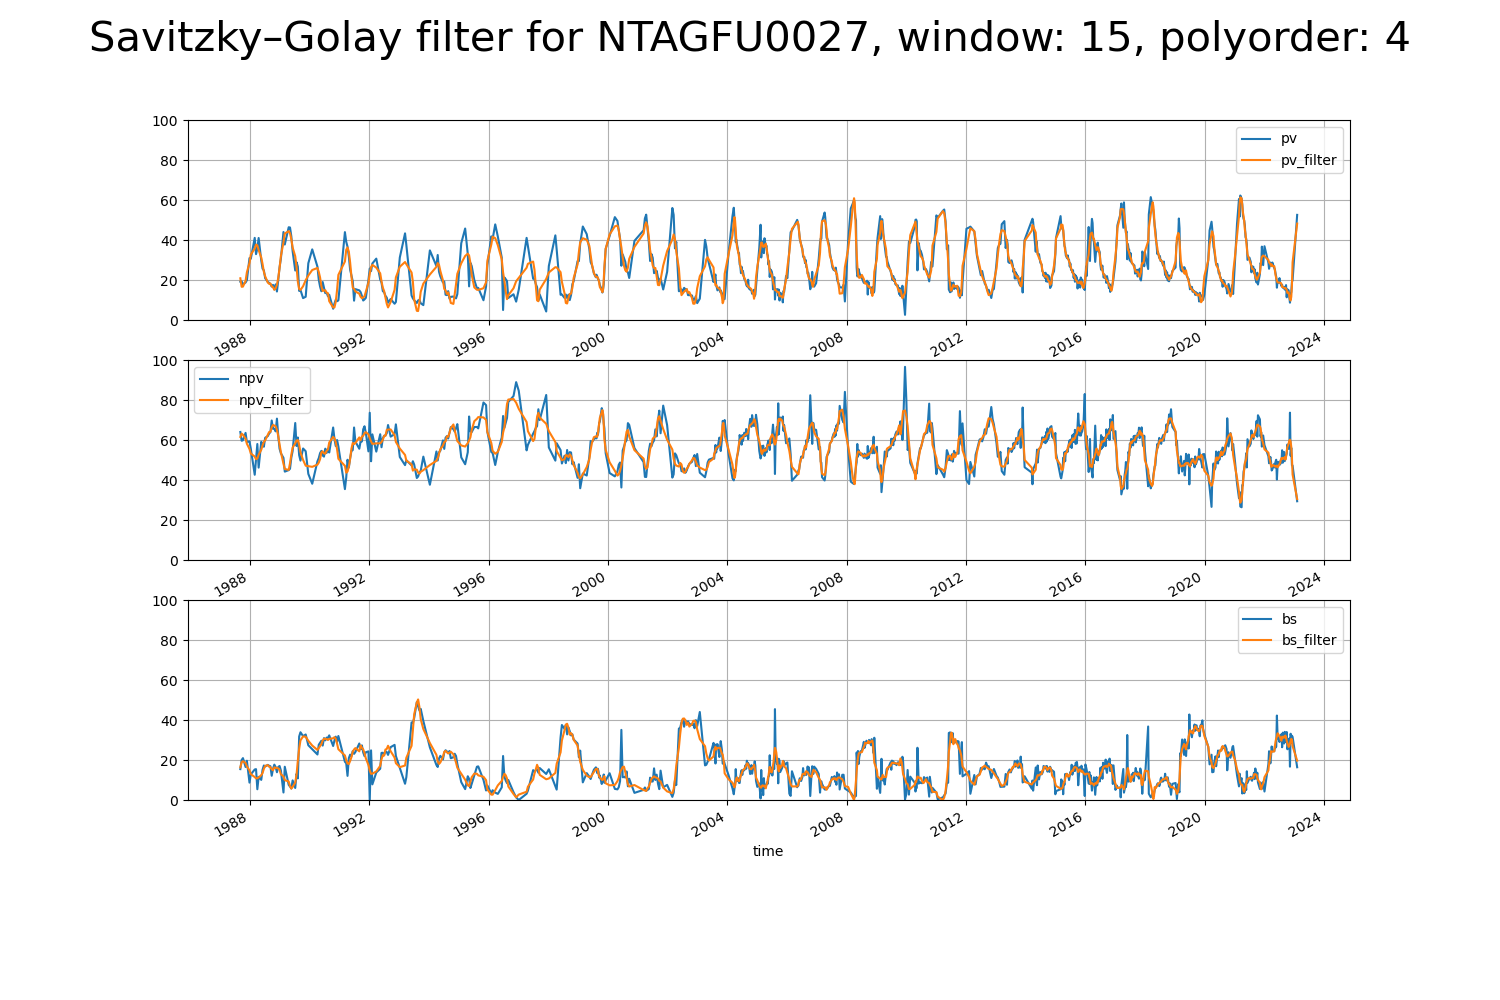 Savitzky–Golay filter for NTAGFU0027, window: 15, polyorder: 4
100
80
60
40
20
0
pv
pv_filter
1988 1992 1996 2000 2004 2008 2012 2016 2020 2024
100
80
60
40
20
0
npv
npv_filter
1988 1992 1996 2000 2004 2008 2012 2016 2020 2024
100
80
60
40
20
0
bs
bs_filter
1988 1992 1996 2000 2004 2008 2012 2016 2020 2024
time